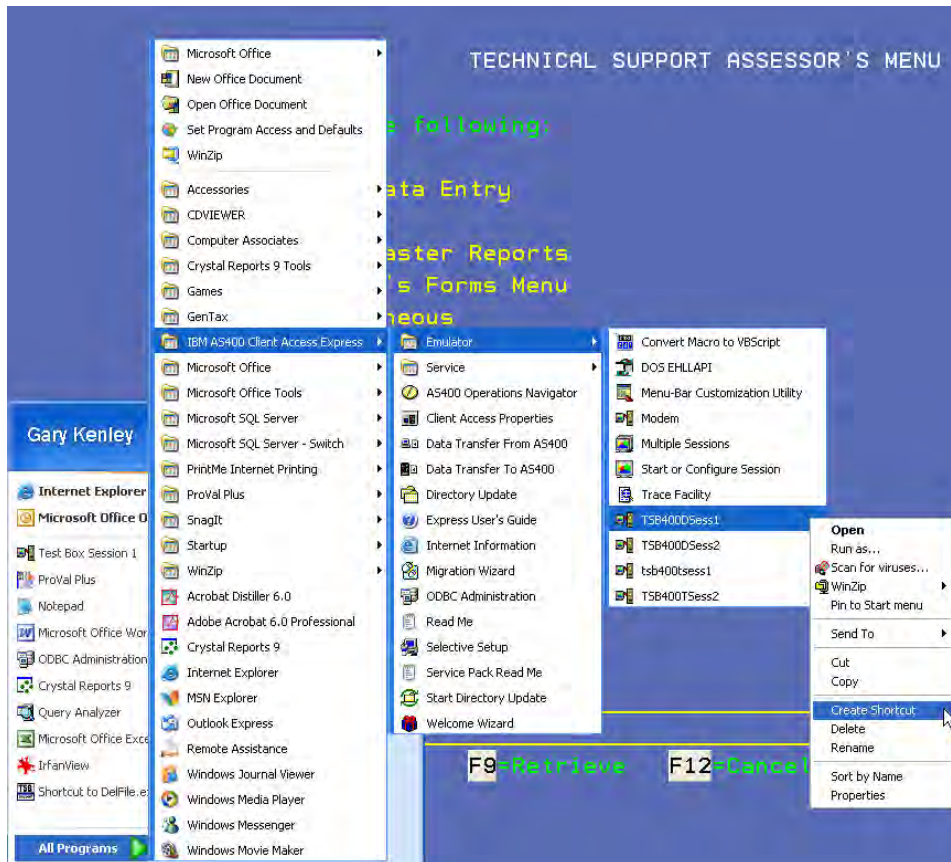 TECHNICAL SUPPORT ASSESSOR'S MENU
following.
ata Entry
aster Reports
's Forms Menu
neous
F9=Retrieve F12=Cancel
Gary Kenley
Internet Explorer
Microsoft Office O
Test Box Session 1
ProVal Plus
Notepad
Microsoft Office Wor
ODBC Administration
Crystal Reports 9
Query Analyzer
Microsoft Office Exce
IrfanView
Shortcut to DelFile.e
All Programs
Microsoft Office
New Office Document
Open Office Document
Set Program Access and Defaults
WinZip
Accessories
CDVIEWER
Computer Associates
Crystal Reports 9 Tools
Games
GenTax
IBM AS400 Client Access Express
Microsoft Office
Microsoft Office Tools
Microsoft SQL Server
Microsoft SQL Server - Switch
PrintMe Internet Printing
ProVal Plus
SnagIt
Startup
WinZip
Acrobat Distiller 6.0
Adobe Acrobat 6.0 Professional
Crystal Reports 9
Internet Explorer
MSN Explorer
Outlook Express
Remote Assistance
Windows Journal Viewer
Windows Media Player
Windows Messenger
Windows Movie Maker
Emulator
Service
AS400 Operations Navigator
Client Access Properties
Data Transfer From AS400
Data Transfer To AS400
Directory Update
Express User's Guide
Internet Information
Migration Wizard
ODBC Administration
Read Me
Selective Setup
Service Pack Read Me
Start Directory Update
Welcome Wizard
Convert Macro to VBScript
DOS EHLLAPI
Menu-Bar Customization Utility
Modem
Multiple Sessions
Start or Configure Session
Trace Facility
TSB400DSess1
TSB400DSess2
tsb400tsess1
TSB400TSess2
Open
Run as...
Scan for viruses...
WinZip
Pin to Start menu
Send To
Cut
Copy
Create Shortcut
Delete
Rename
Sort by Name
Properties